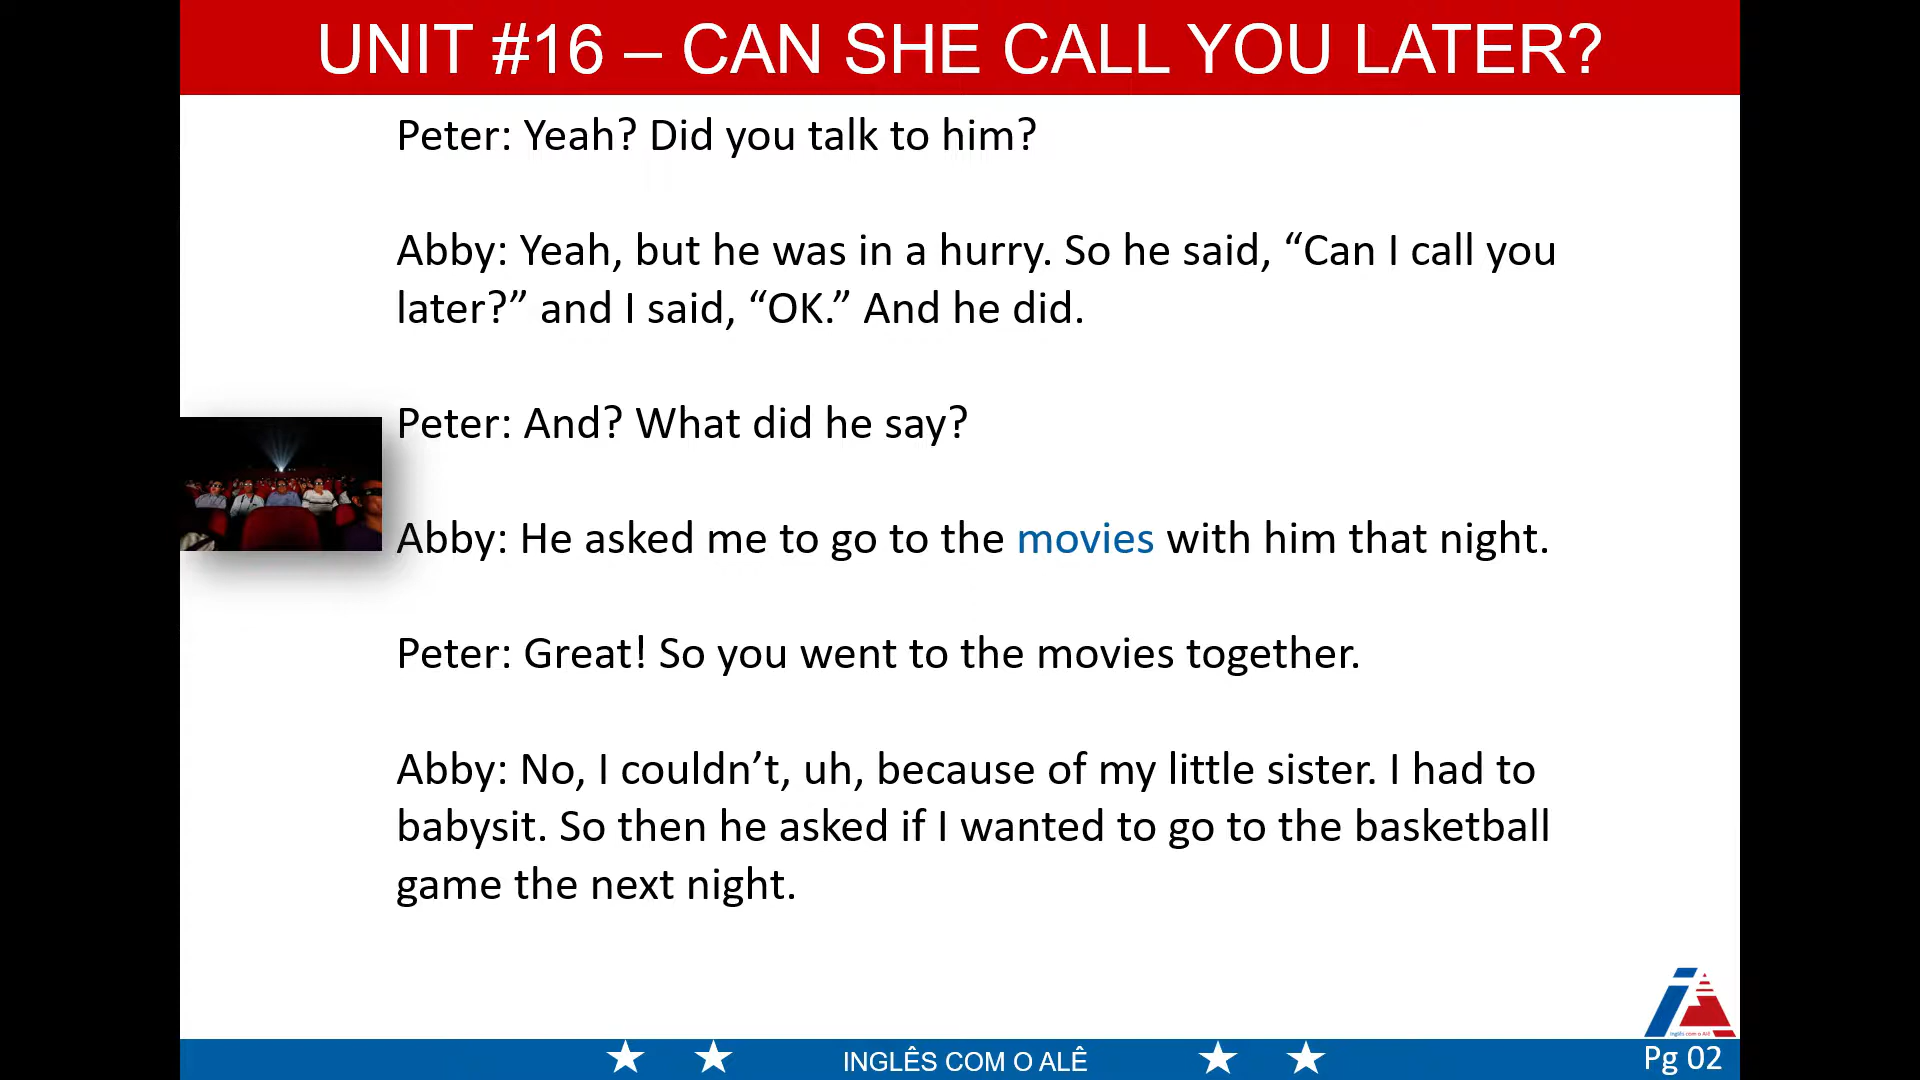 UNIT #16 – CAN SHE CALL YOU LATER?
Peter: Yeah? Did you talk to him?
Abby: Yeah, but he was in a hurry. So he said, “Can I call you
later?” and I said, “OK.” And he did.
Peter: And? What did he say?
Abby: He asked me to go to the movies with him that night.
Peter: Great! So you went to the movies together.
Abby: No, I couldn’t, uh, because of my little sister. I had to
babysit. So then he asked if I wanted to go to the basketball
game the next night.
Inglês com o Alê
INGLÊS COM O ALÊ
Pg 02